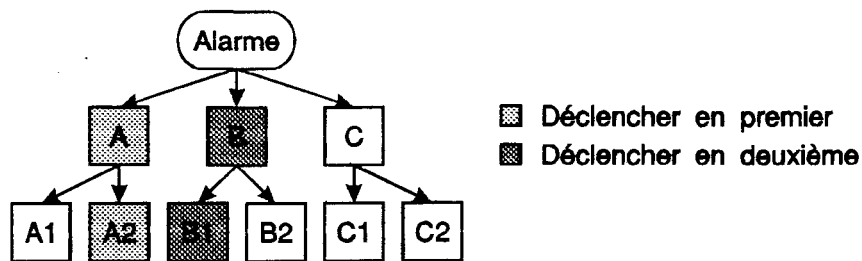 Alarme
A B C
Déclencher en premier
Déclencher en deuxième
A1 A2 B1 B2 C1 C2